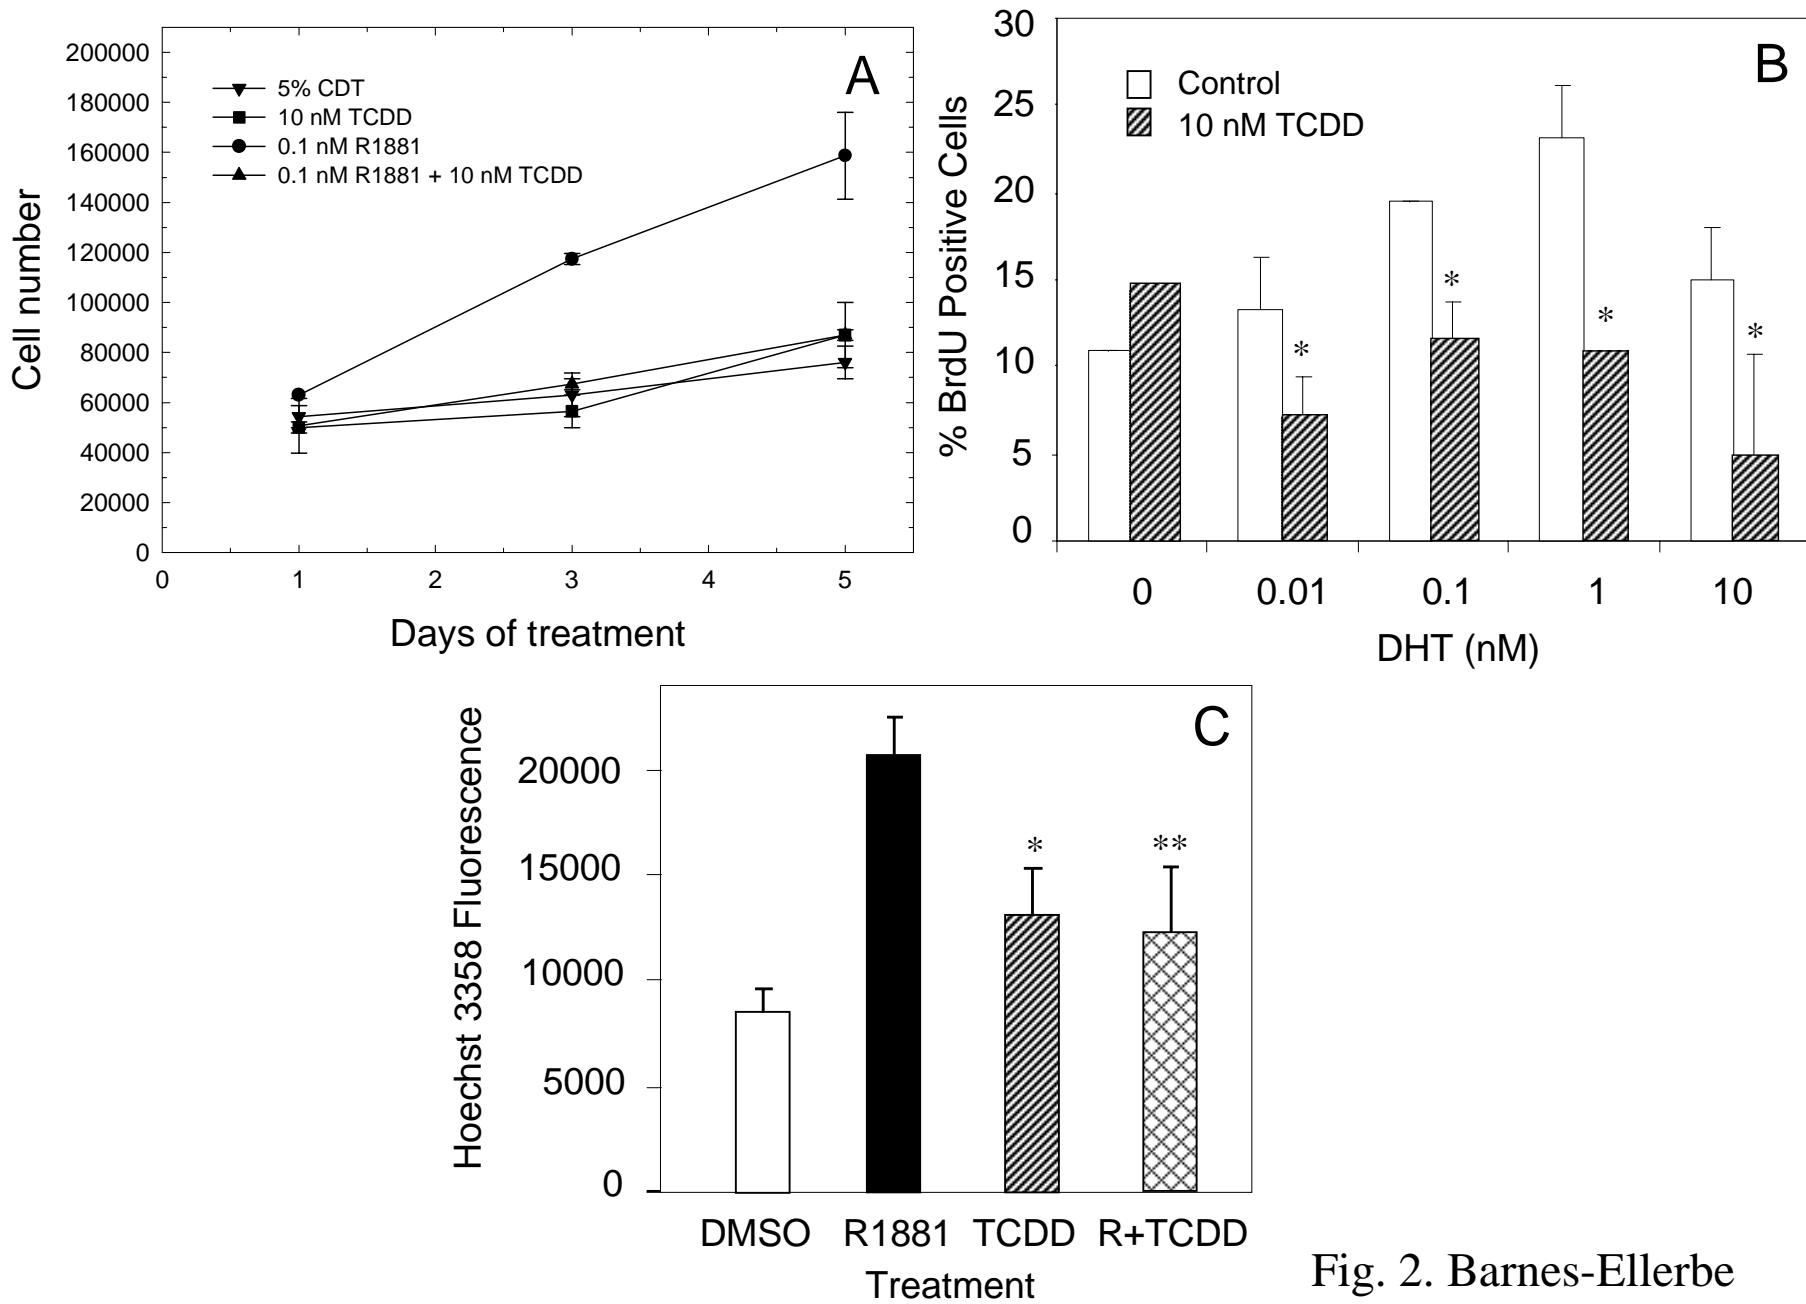 A
200000
180000
160000
140000
120000
100000
80000
60000
40000
20000
0
Cell number
5% CDT
10 nM TCDD
0.1 nM R1881
0.1 nM R1881 + 10 nM TCDD
0 1 2 3 4 5
Days of treatment
B
30
25
20
15
10
5
0
% BrdU Positive Cells
Control
10 nM TCDD
* * * *
0 0.01 0.1 1 10
DHT (nM)
C
20000
15000
10000
5000
0
Hoechst 3358 Fluorescence
* **
DMSO R1881 TCDD R+TCDD
Treatment
Fig. 2. Barnes-Ellerbe